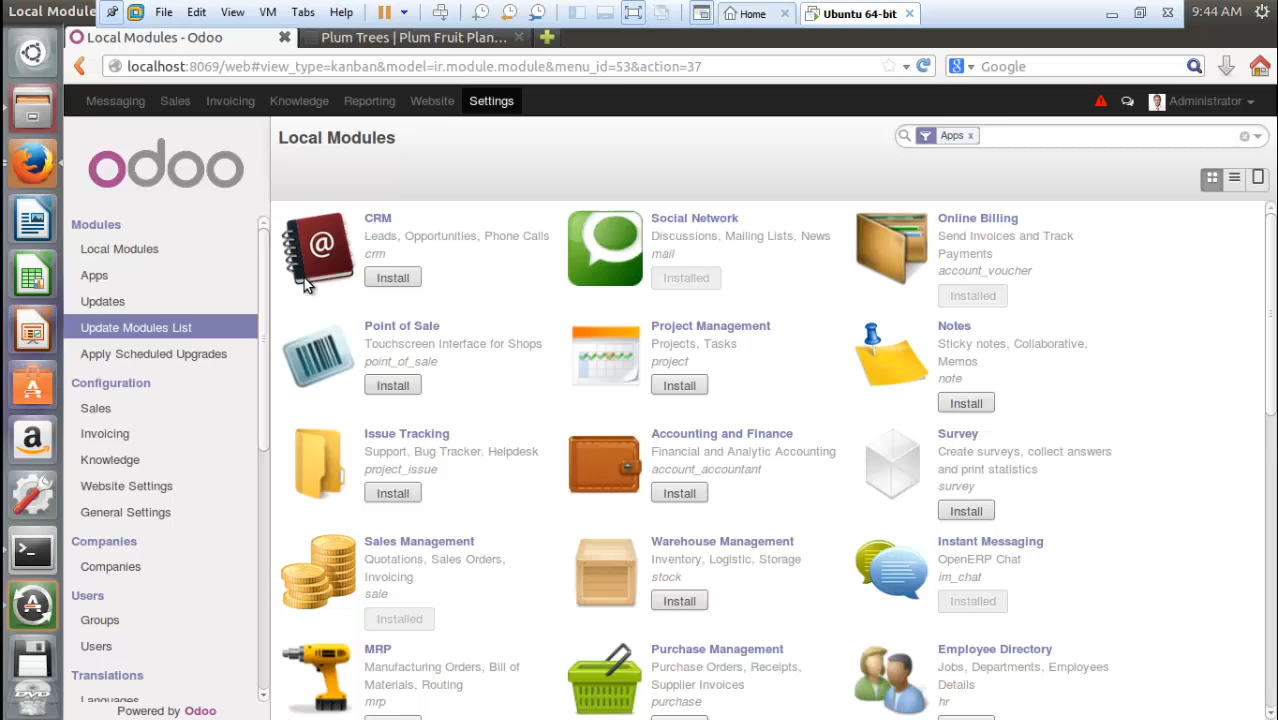 Local Module
File Edit View VM Tabs Help
Home
Ubuntu 64-bit
9:44 AM
Local Modules - Odoo
Plum Trees | Plum Fruit Plan...
localhost:8069/web#view_type=kanban&model=ir.module.module&menu_id=53&action=37
Google
Messaging Sales Invoicing Knowledge Reporting Website Settings
Administrator
odoo
Modules
Local Modules
Apps
Updates
Update Modules List
Apply Scheduled Upgrades
Configuration
Sales
Invoicing
Knowledge
Website Settings
General Settings
Companies
Companies
Users
Groups
Users
Translations
Languages
Powered by Odoo
Local Modules
Apps x
CRM
Leads, Opportunities, Phone Calls
crm
Install
Social Network
Discussions, Mailing Lists, News
mail
Installed
Online Billing
Send Invoices and Track
Payments
account_voucher
Installed
Point of Sale
Touchscreen Interface for Shops
point_of_sale
Install
Project Management
Projects, Tasks
project
Install
Notes
Sticky notes, Collaborative,
Memos
note
Install
Issue Tracking
Support, Bug Tracker, Helpdesk
project_issue
Install
Accounting and Finance
Financial and Analytic Accounting
account_accountant
Install
Survey
Create surveys, collect answers
and print statistics
survey
Install
Sales Management
Quotations, Sales Orders,
Invoicing
sale
Installed
Warehouse Management
Inventory, Logistic, Storage
stock
Install
Instant Messaging
OpenERP Chat
im_chat
Installed
MRP
Manufacturing Orders, Bill of
Materials, Routing
mrp
Purchase Management
Purchase Orders, Receipts,
Supplier Invoices
purchase
Employee Directory
Jobs, Departments, Employees
Details
hr